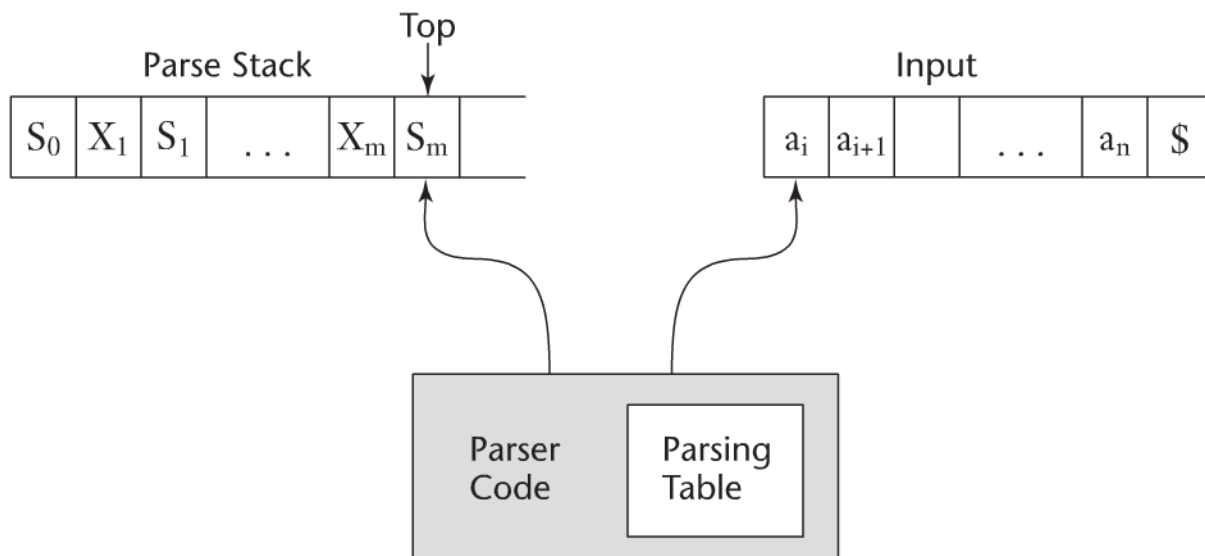 Top
Parse Stack
Input
S₀ X₁ S₁ . . . Xₘ Sₘ
aᵢ aᵢ₊₁ . . . aₙ $
Parser
Code
Parsing
Table